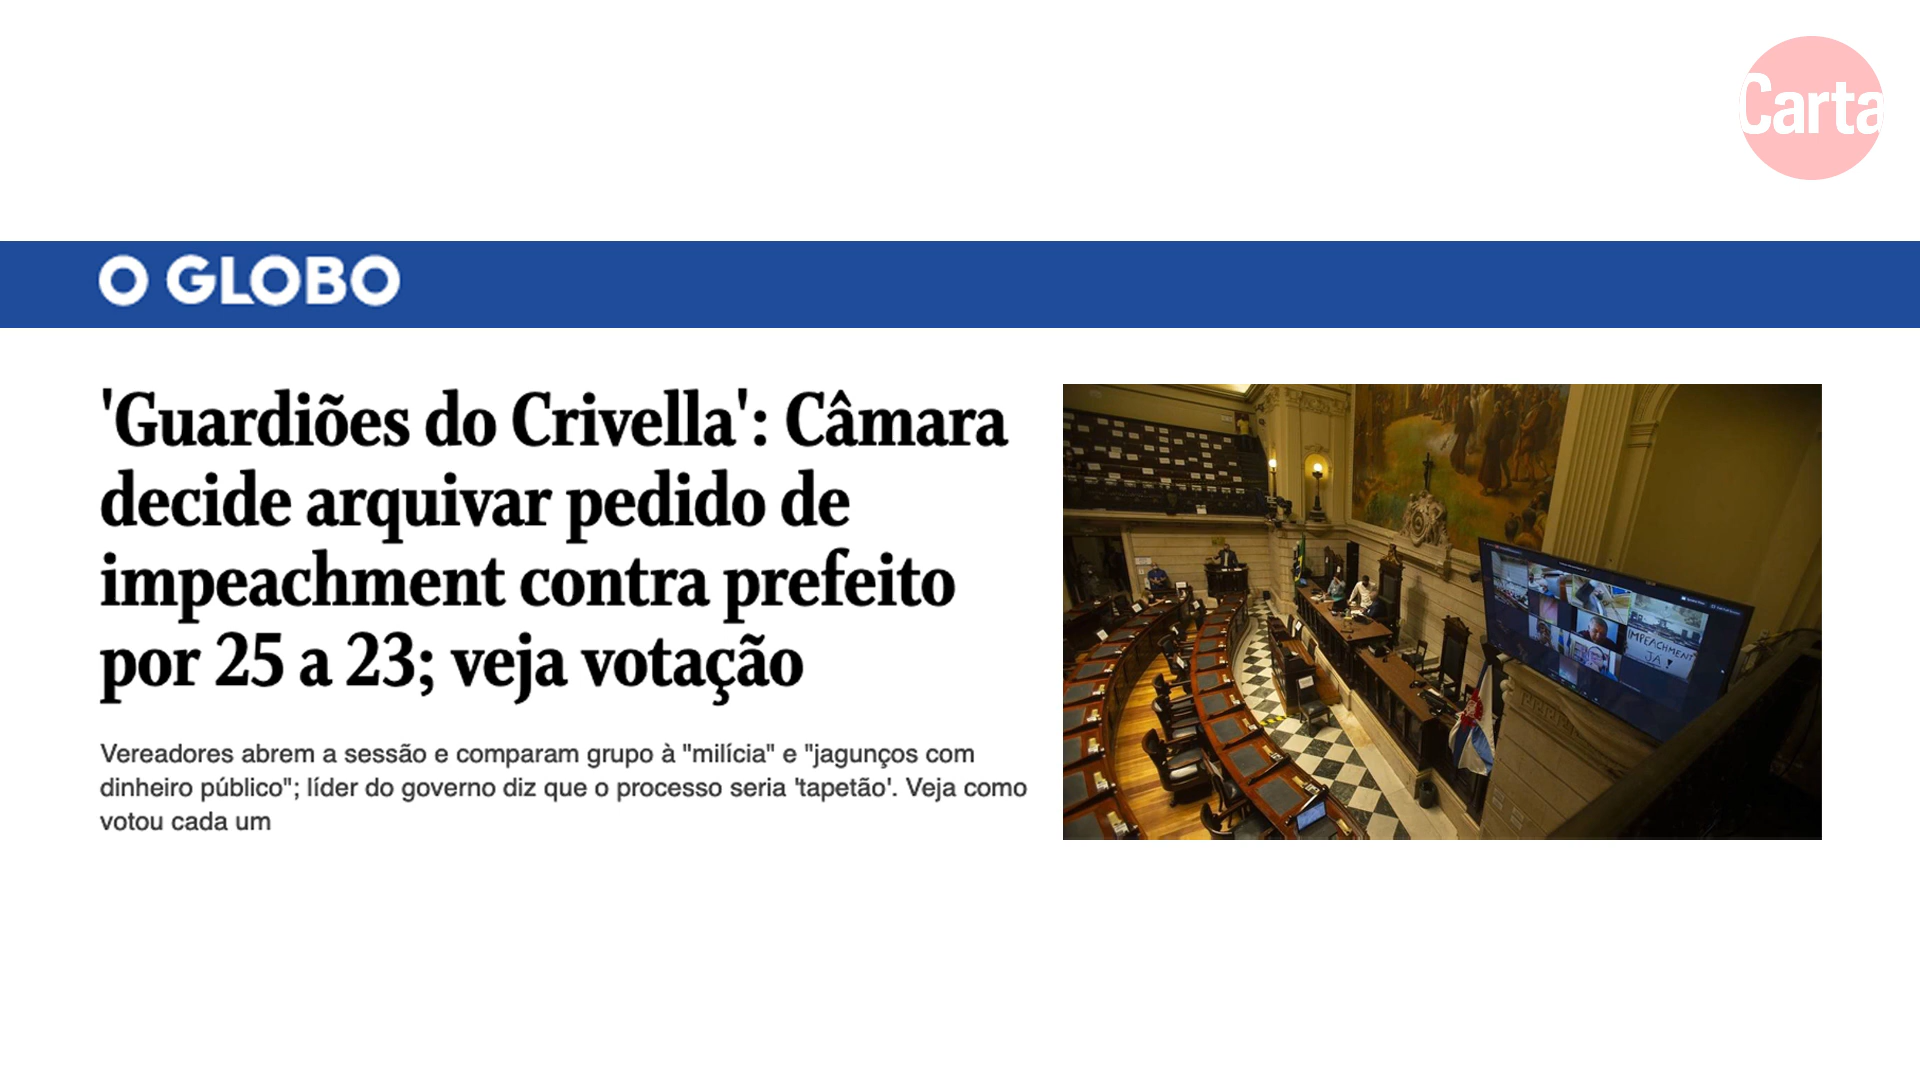 Carta
O GLOBO
'Guardiões do Crivella': Câmara
decide arquivar pedido de
impeachment contra prefeito
por 25 a 23; veja votação
Vereadores abrem a sessão e comparam grupo à "milícia" e "jagunços com
dinheiro público"; líder do governo diz que o processo seria 'tapetão'. Veja como
votou cada um
IMPEACHMENT
JA !